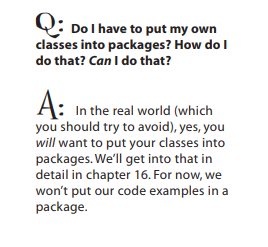 Q: Do I have to put my own
classes into packages? How do I
do that? Can I do that?
A: In the real world (which
you should try to avoid), yes, you
will want to put your classes into
packages. We'll get into that in
detail in chapter 16. For now, we
won't put our code examples in a
package.